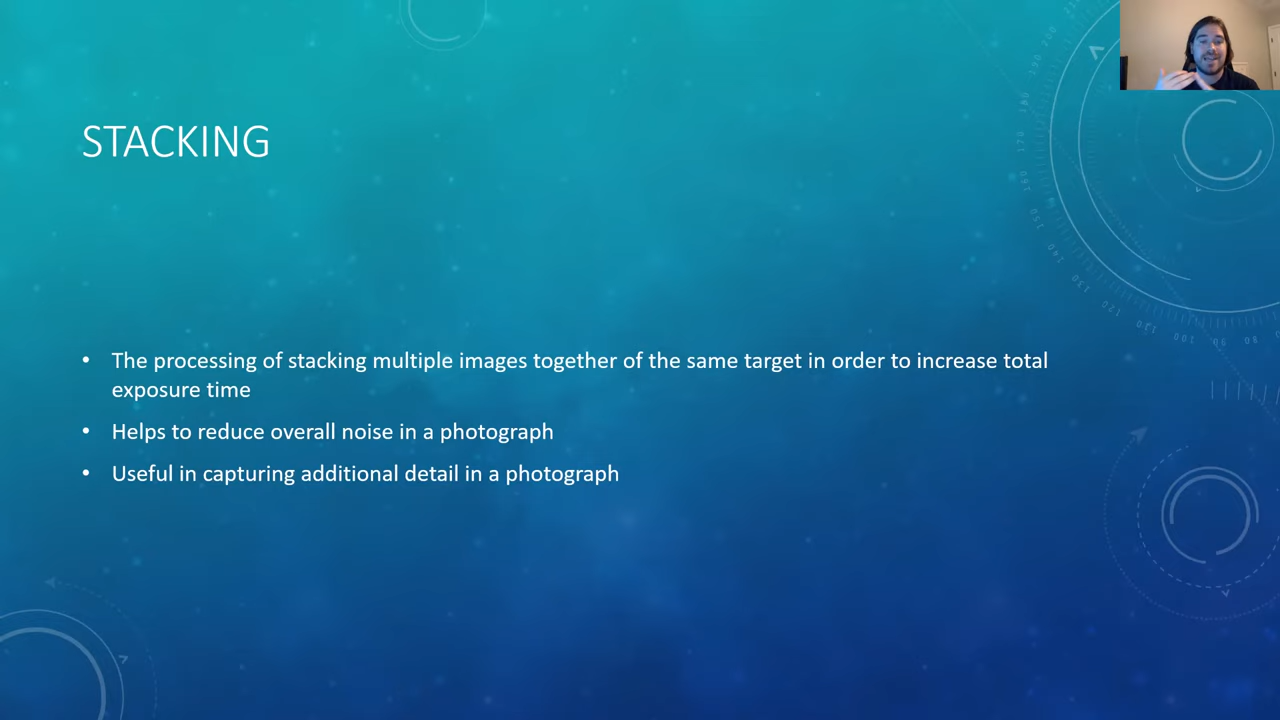 STACKING
• The processing of stacking multiple images together of the same target in order to increase total
exposure time
• Helps to reduce overall noise in a photograph
• Useful in capturing additional detail in a photograph